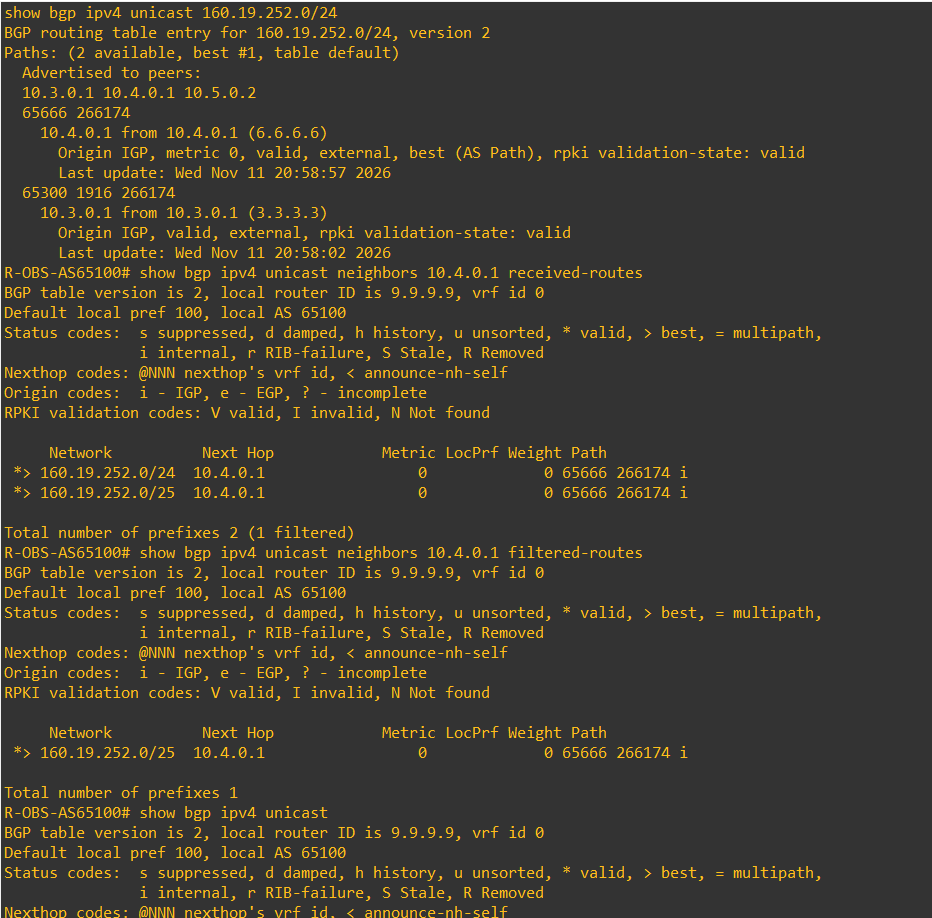 show bgp ipv4 unicast 160.19.252.0/24
BGP routing table entry for 160.19.252.0/24, version 2
Paths: (2 available, best #1, table default)
  Advertised to peers:
  10.3.0.1 10.4.0.1 10.5.0.2
  65666 266174
    10.4.0.1 from 10.4.0.1 (6.6.6.6)
      Origin IGP, metric 0, valid, external, best (AS Path), rpki validation-state: valid
      Last update: Wed Nov 11 20:58:57 2026
  65300 1916 266174
    10.3.0.1 from 10.3.0.1 (3.3.3.3)
      Origin IGP, valid, external, rpki validation-state: valid
      Last update: Wed Nov 11 20:58:02 2026
R-OBS-AS65100# show bgp ipv4 unicast neighbors 10.4.0.1 received-routes
BGP table version is 2, local router ID is 9.9.9.9, vrf id 0
Default local pref 100, local AS 65100
Status codes:  s suppressed, d damped, h history, u unsorted, * valid, > best, = multipath,
               i internal, r RIB-failure, S Stale, R Removed
Nexthop codes: @NNN nexthop's vrf id, < announce-nh-self
Origin codes:  i - IGP, e - EGP, ? - incomplete
RPKI validation codes: V valid, I invalid, N Not found

     Network          Next Hop            Metric LocPrf Weight Path
 *> 160.19.252.0/24  10.4.0.1                 0             0 65666 266174 i
 *> 160.19.252.0/25  10.4.0.1                 0             0 65666 266174 i

Total number of prefixes 2 (1 filtered)
R-OBS-AS65100# show bgp ipv4 unicast neighbors 10.4.0.1 filtered-routes
BGP table version is 2, local router ID is 9.9.9.9, vrf id 0
Default local pref 100, local AS 65100
Status codes:  s suppressed, d damped, h history, u unsorted, * valid, > best, = multipath,
               i internal, r RIB-failure, S Stale, R Removed
Nexthop codes: @NNN nexthop's vrf id, < announce-nh-self
Origin codes:  i - IGP, e - EGP, ? - incomplete
RPKI validation codes: V valid, I invalid, N Not found

     Network          Next Hop            Metric LocPrf Weight Path
 *> 160.19.252.0/25  10.4.0.1                 0             0 65666 266174 i

Total number of prefixes 1
R-OBS-AS65100# show bgp ipv4 unicast
BGP table version is 2, local router ID is 9.9.9.9, vrf id 0
Default local pref 100, local AS 65100
Status codes:  s suppressed, d damped, h history, u unsorted, * valid, > best, = multipath,
               i internal, r RIB-failure, S Stale, R Removed
Nexthop codes: @NNN nexthop's vrf id, < announce-nh-self